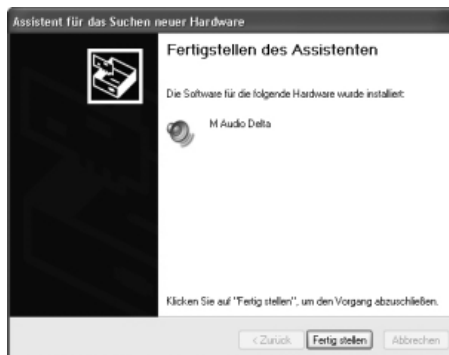 Assistent für das Suchen neuer Hardware
Fertigstellen des Assistenten
Die Software für die folgende Hardware wurde installiert:
M Audio Delta
Klicken Sie auf "Fertig stellen", um den Vorgang abzuschließen.
< Zurück Fertig stellen Abbrechen